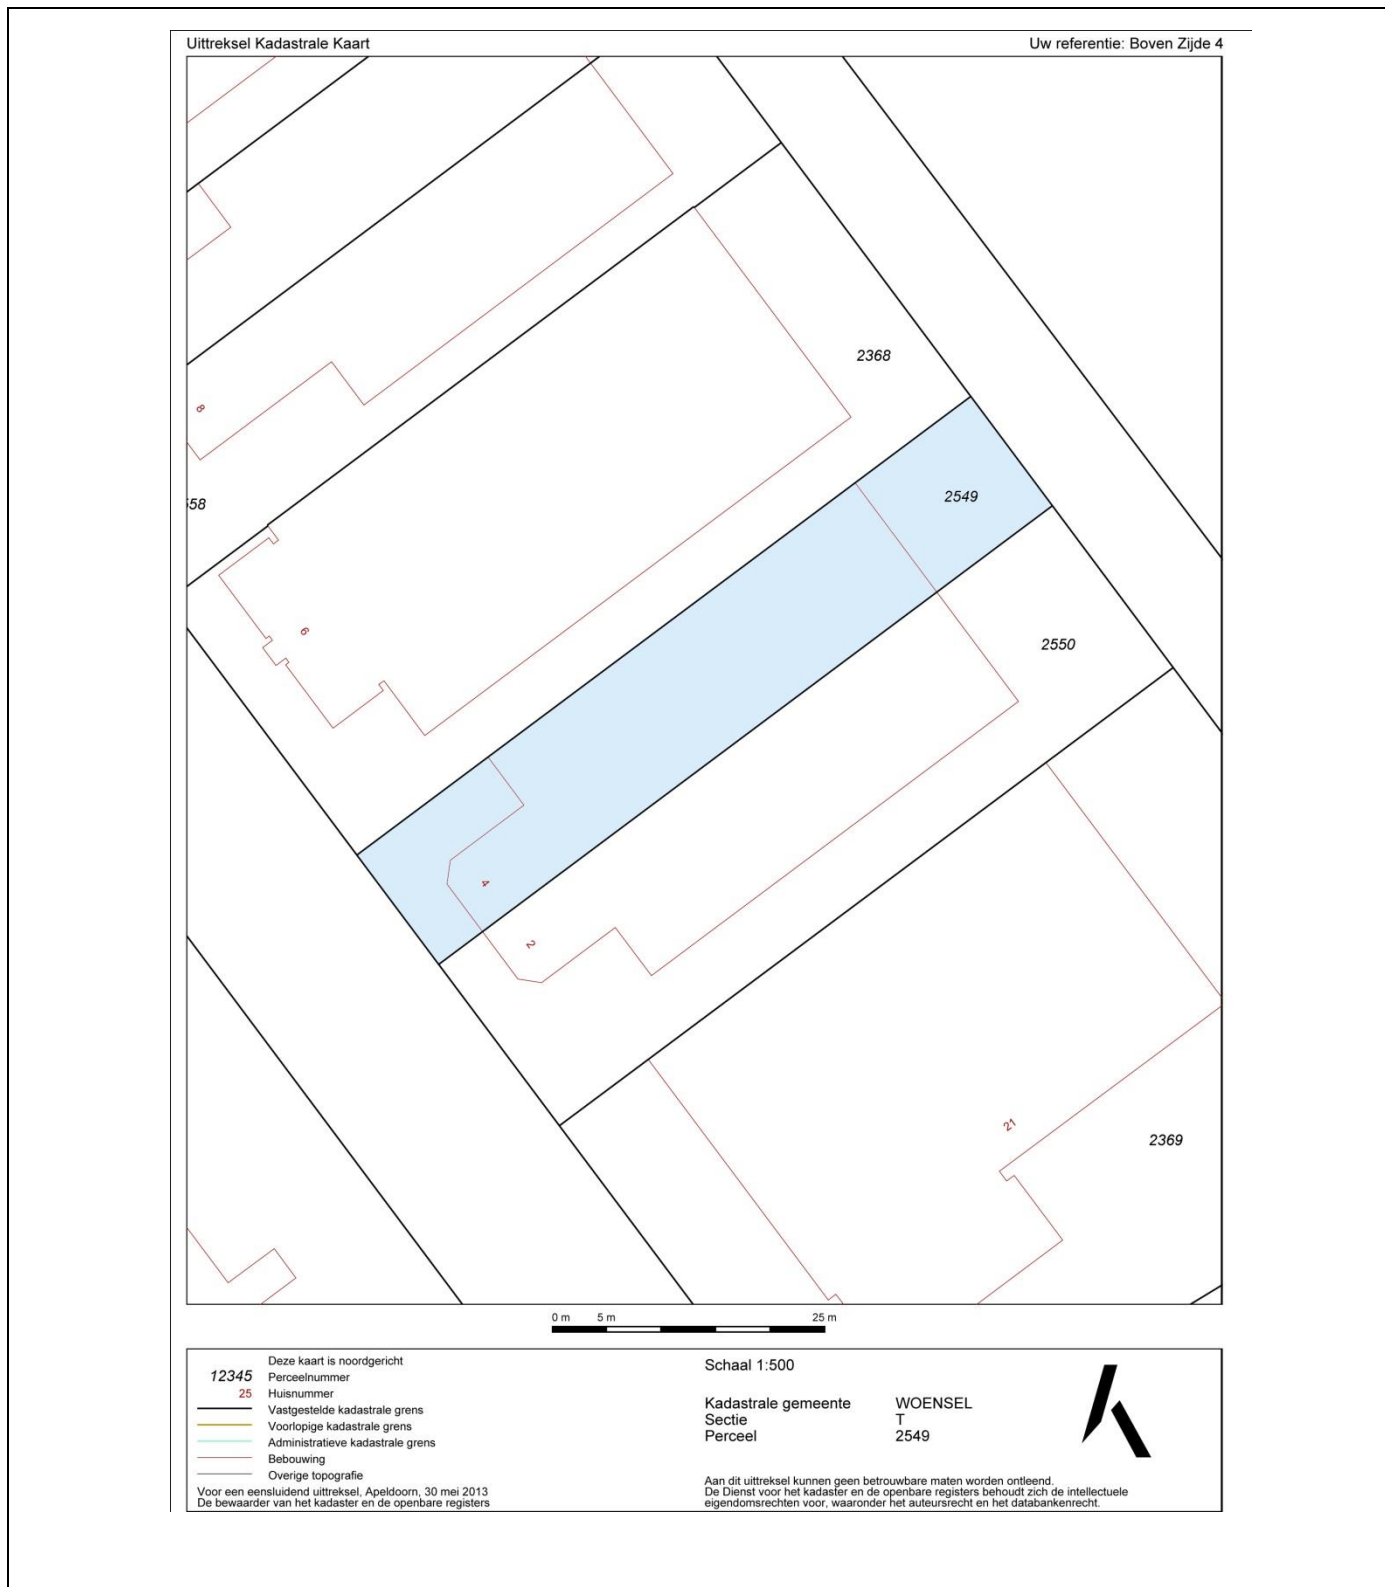 Uittreksel Kadastrale Kaart
Uw referentie: Boven Zijde 4
2368
8
2549
558
6
2550
4
2
21
2369
0 m 5 m 25 m
Deze kaart is noordgericht
12345 Perceelnummer
25 Huisnummer
Vastgestelde kadastrale grens
Voorlopige kadastrale grens
Administratieve kadastrale grens
Bebouwing
Overige topografie
Voor een eensluidend uittreksel, Apeldoorn, 30 mei 2013
De bewaarder van het kadaster en de openbare registers
Schaal 1:500
Kadastrale gemeente WOENSEL
Sectie T
Perceel 2549
Aan dit uittreksel kunnen geen betrouwbare maten worden ontleend.
De Dienst voor het kadaster en de openbare registers behoudt zich de intellectuele
eigendomsrechten voor, waaronder het auteursrecht en het databankenrecht.